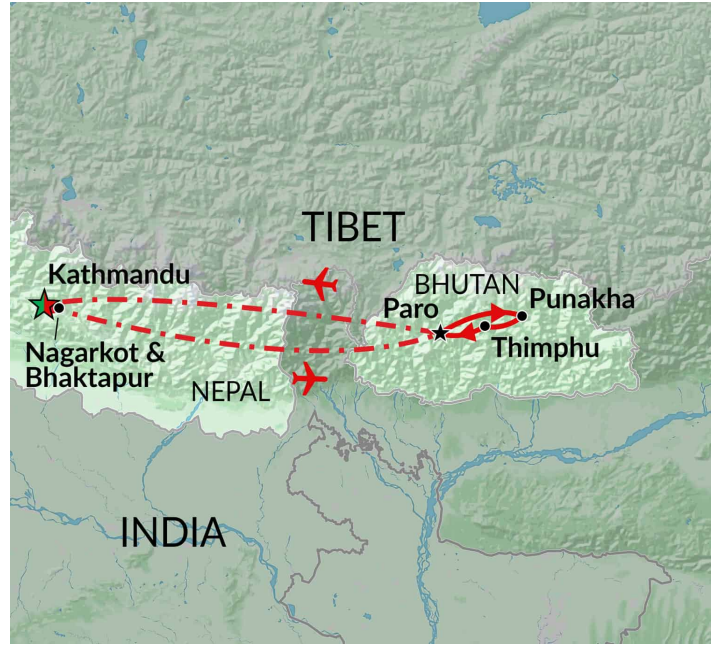 TIBET
Kathmandu
BHUTAN
Paro
Punakha
Thimphu
Nagarkot &
Bhaktapur
NEPAL
INDIA